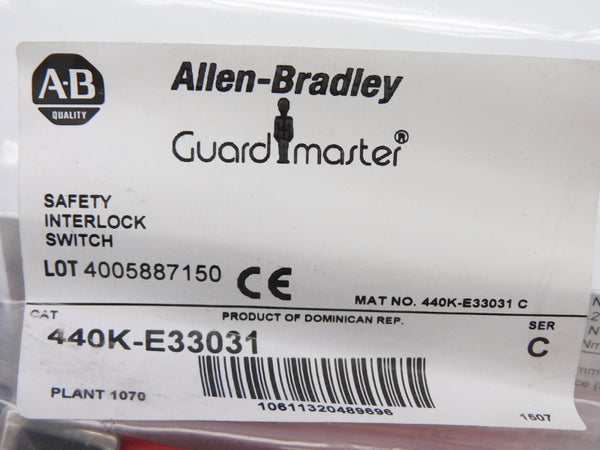 A-B
QUALITY
Allen-Bradley
Guardmaster®
SAFETY
INTERLOCK
SWITCH
LOT 4005887150 CE
MAT NO. 440K-E33031 C
CAT
PRODUCT OF DOMINICAN REP.
SER
440K-E33031
C
PLANT 1070
10611320489696
1507